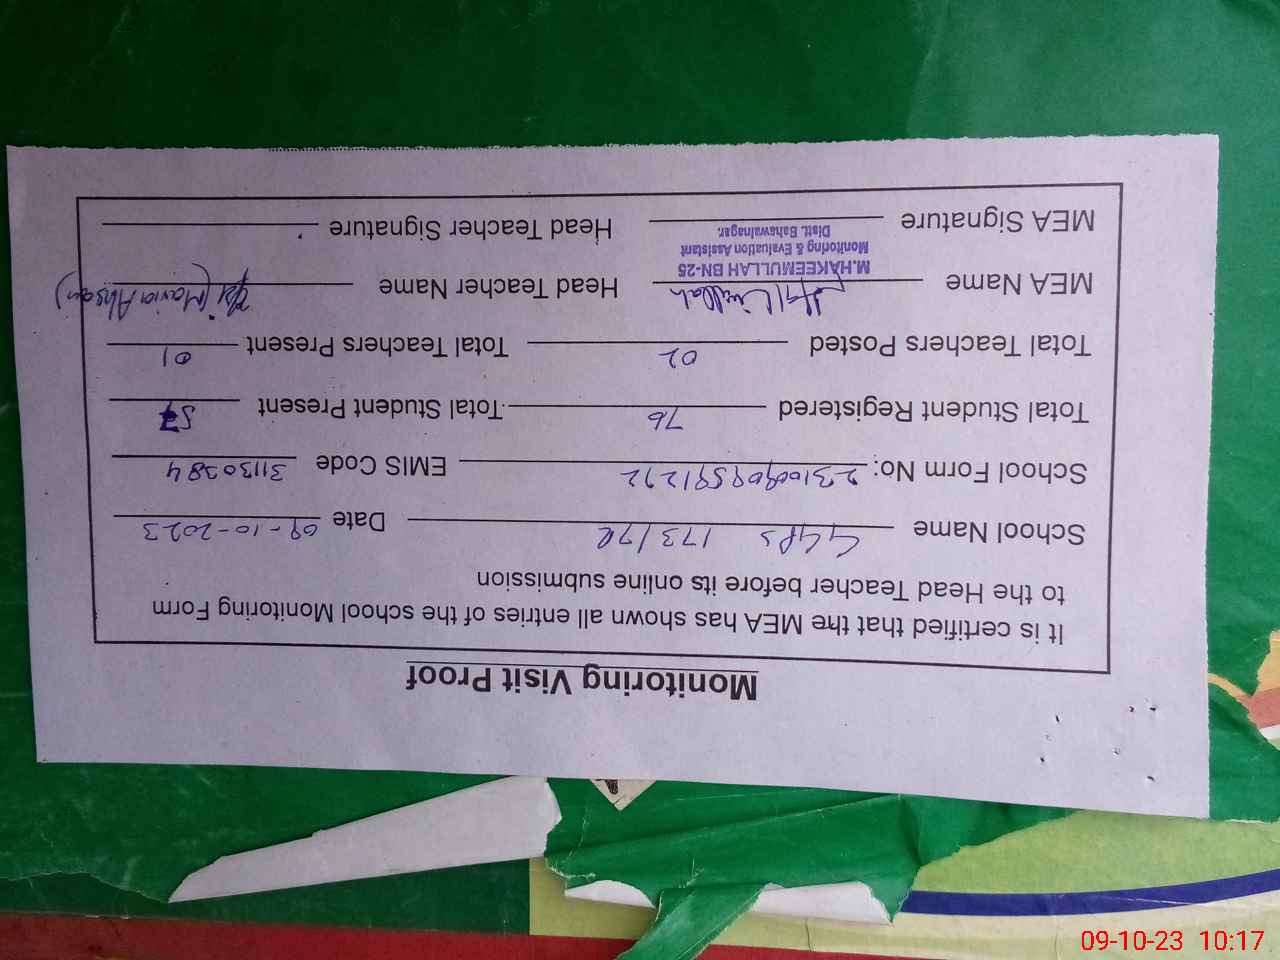 Monitoring Visit Proof
It is certified that the MEA has shown all entries of the school Monitoring Form
to the Head Teacher before its online submission
School Name GGPS 173/7R Date 09-10-2023
School Form No: EMIS Code 31130384
Total Student Registered 76 Total Student Present 57
Total Teachers Posted 02 Total Teachers Present 01
MEA Name Head Teacher Name (Maria Ahsan)
M.HAKEEMULLAH BN-25
Monitoring & Evaluation Assistant
Distt. Bahawalnagar.
MEA Signature Head Teacher Signature
09-10-23 10:17